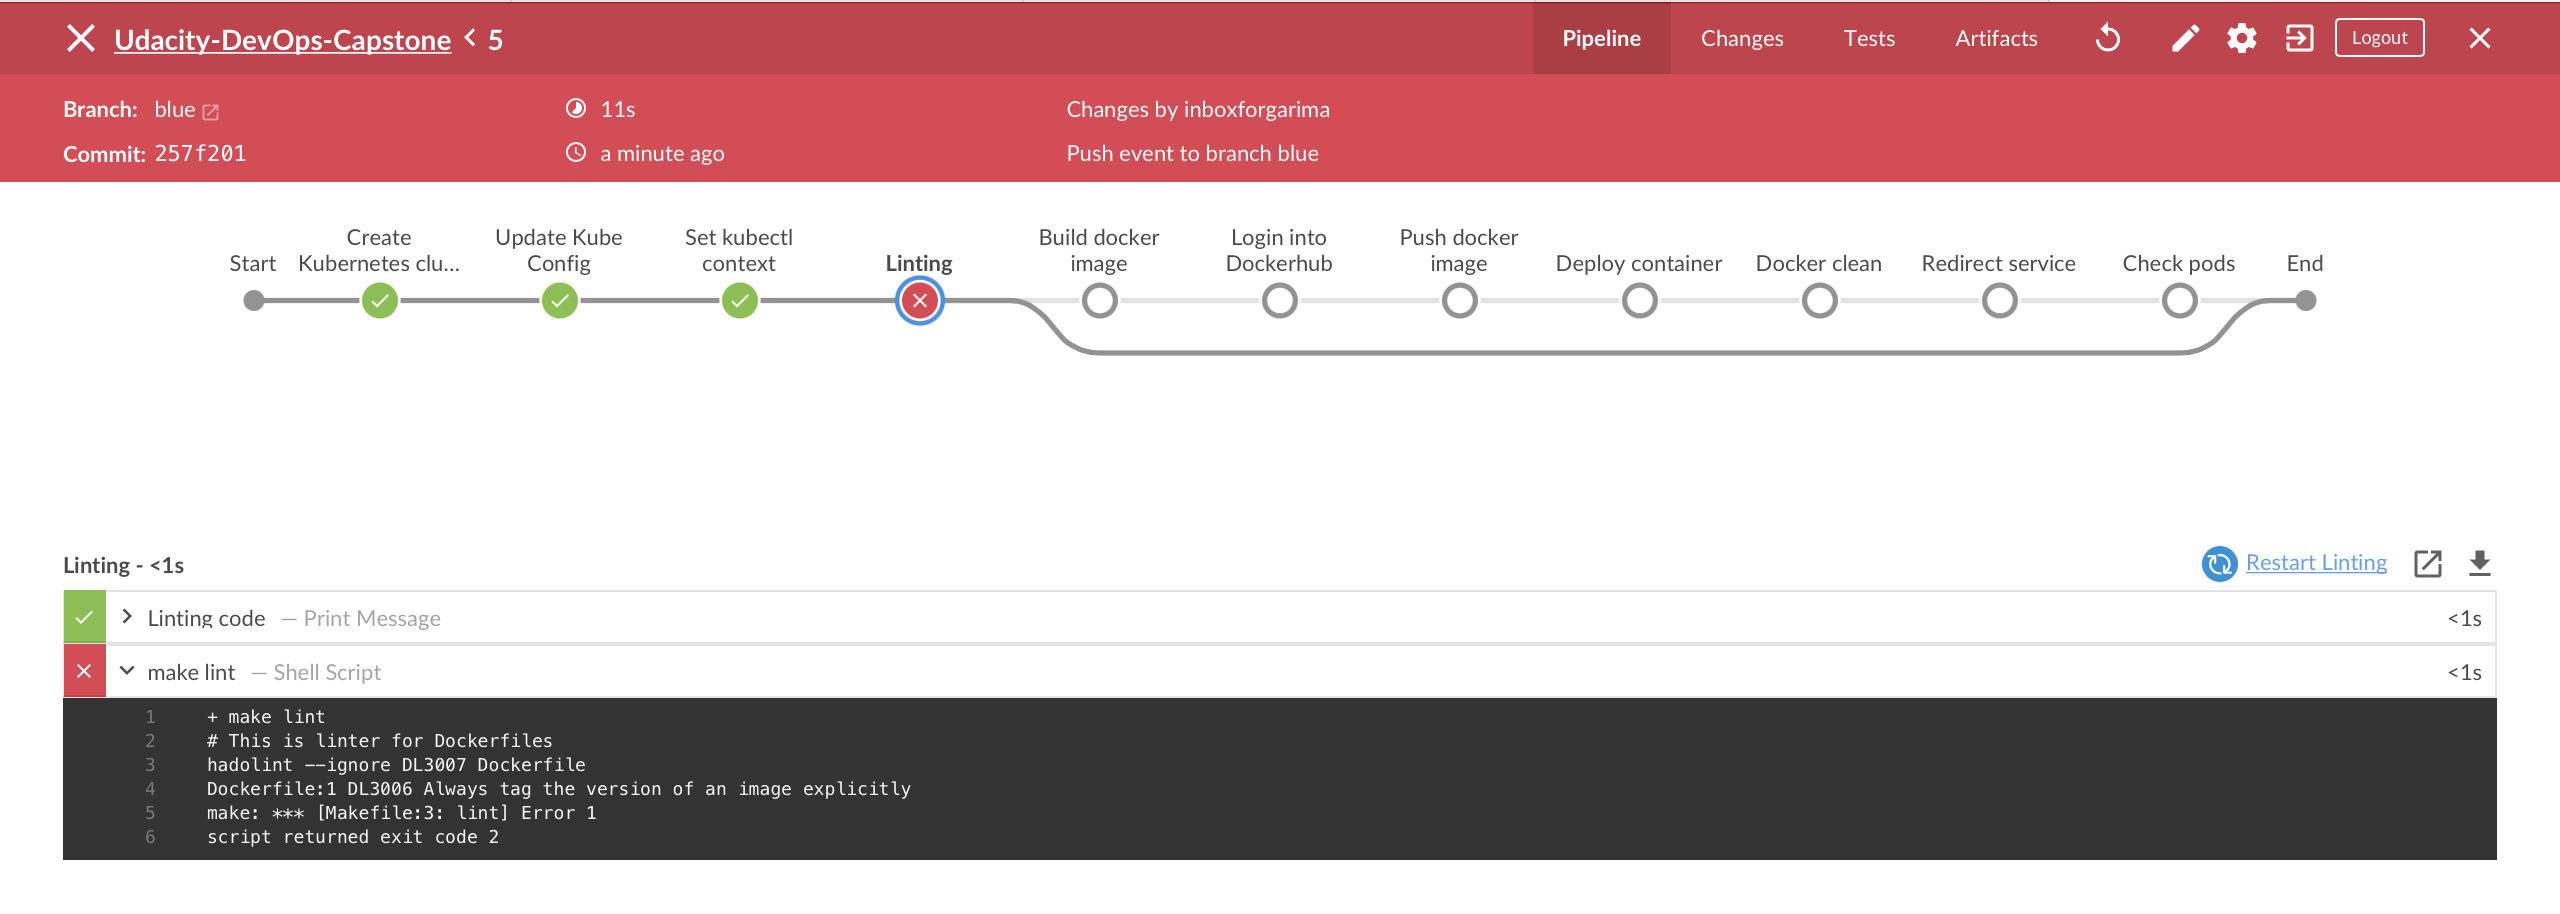 Udacity-DevOps-Capstone < 5
Pipeline
Changes
Tests
Artifacts
Logout
Branch: blue
11s
Changes by inboxforgarima
Commit: 257f201
a minute ago
Push event to branch blue
Start
Create
Kubernetes clu...
Update Kube
Config
Set kubectl
context
Linting
Build docker
image
Login into
Dockerhub
Push docker
image
Deploy container
Docker clean
Redirect service
Check pods
End
Linting - <1s
Restart Linting
Linting code — Print Message
<1s
make lint — Shell Script
<1s
1 + make lint
2 # This is linter for Dockerfiles
3 hadolint --ignore DL3007 Dockerfile
4 Dockerfile:1 DL3006 Always tag the version of an image explicitly
5 make: *** [Makefile:3: lint] Error 1
6 script returned exit code 2